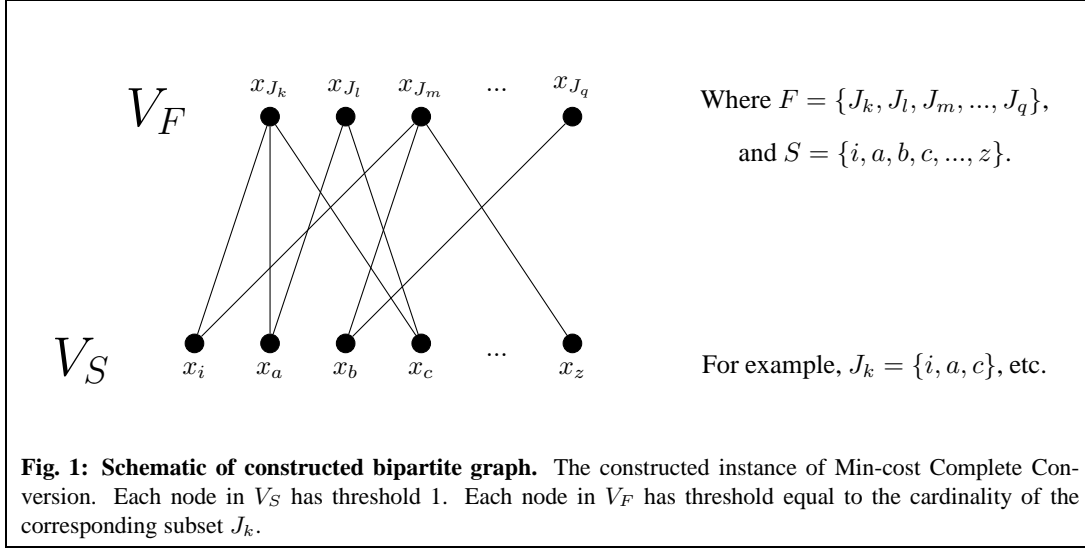 x_{J_k} x_{J_l} x_{J_m} ... x_{J_q}
V_F
Where F = {J_k, J_l, J_m, ..., J_q},
and S = {i, a, b, c, ..., z}.
V_S
x_i x_a x_b x_c ... x_z
For example, J_k = {i, a, c}, etc.
Fig. 1: Schematic of constructed bipartite graph. The constructed instance of Min-cost Complete Con-
version. Each node in V_S has threshold 1. Each node in V_F has threshold equal to the cardinality of the
corresponding subset J_k.